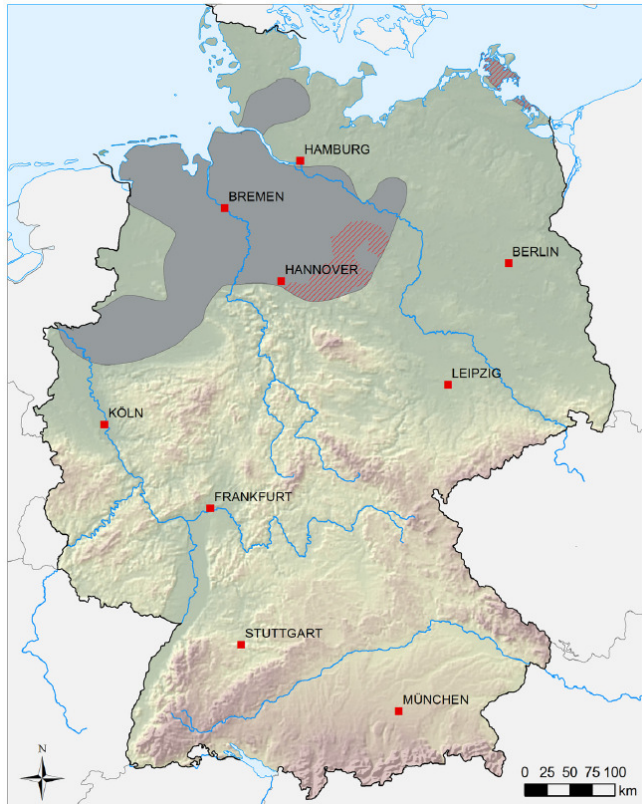 HAMBURG
BREMEN
BERLIN
HANNOVER
LEIPZIG
KÖLN
FRANKFURT
STUTTGART
MÜNCHEN
N
0 25 50 75 100
km